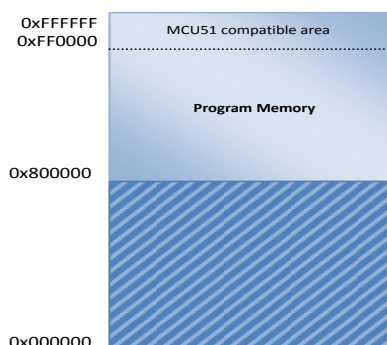 0xFFFFFF
MCU51 compatible area
0xFF0000
Program Memory
0x800000
0x000000